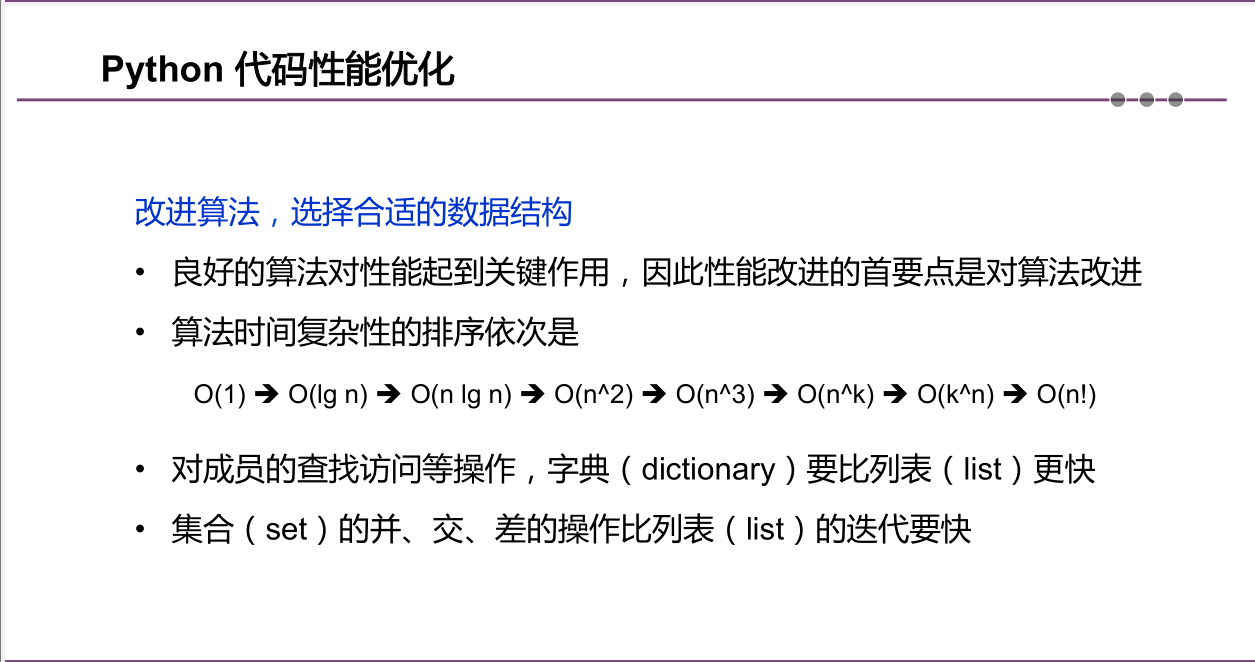 Python 代码性能优化
改进算法，选择合适的数据结构
• 良好的算法对性能起到关键作用，因此性能改进的首要点是对算法改进
• 算法时间复杂性的排序依次是
O(1) ➔ O(lg n) ➔ O(n lg n) ➔ O(n^2) ➔ O(n^3) ➔ O(n^k) ➔ O(k^n) ➔ O(n!)
• 对成员的查找访问等操作，字典（dictionary）要比列表（list）更快
• 集合（set）的并、交、差的操作比列表（list）的迭代要快